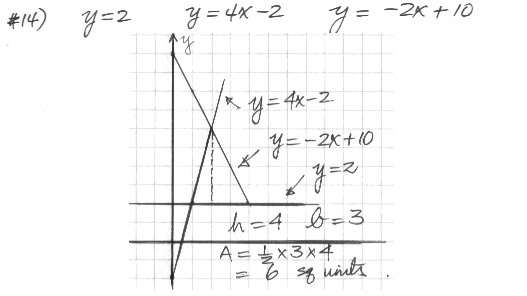 #14) y=2 y=4x-2 y= -2x+10
y
y=4x-2
y=-2x+10
y=2
h=4 b=3
A = 1/2 x 3 x 4
= 6 sq units.